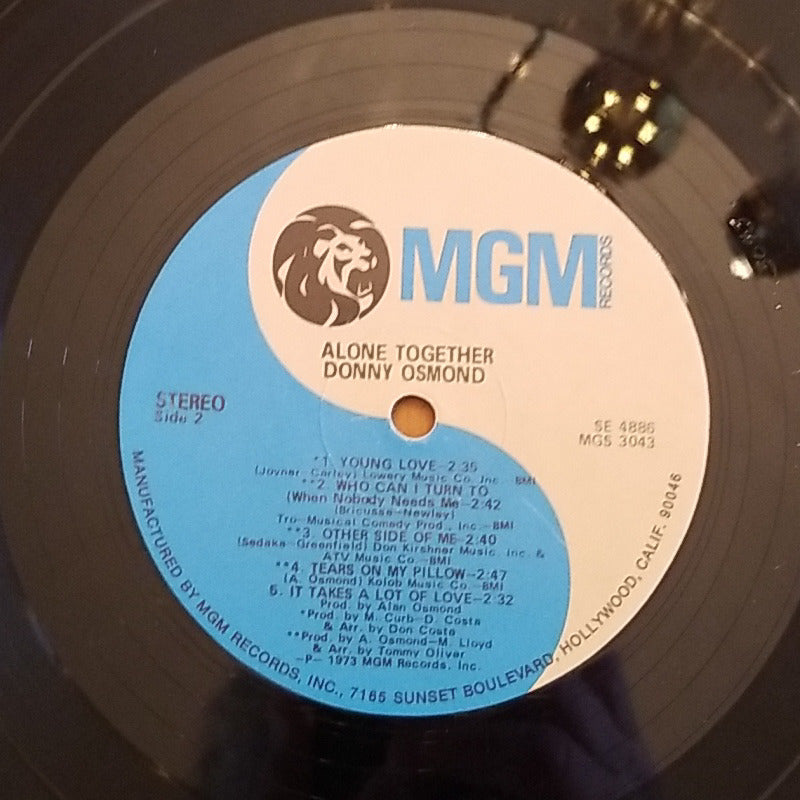 MGM
RECORDS
ALONE TOGETHER
DONNY OSMOND
STEREO
Side 2
SE 4886
MGS 3043
*1. YOUNG LOVE—2:35
(Joyner - Carley) Lowery Music Co. Inc. —BMI
**2. WHO CAN I TURN TO
(When Nobody Needs Me—2:42
(Bricusse-Newley)
Tro-Musical Comedy Prod., Inc.—BMI
**3. OTHER SIDE OF ME—2:40
(Sedaka-Greenfield) Don Kirshner Music, Inc. &
ATV Music Co.—BMI
**4. TEARS ON MY PILLOW—2:47
(A. Osmond) Kolob Music Co.—BMI
5. IT TAKES A LOT OF LOVE—2:32
Prod. by Alan Osmond
*Prod. by M. Curb-D. Costa
& Arr. by Don Costa
**Prod. by A. Osmond-M. Lloyd
& Arr. by Tommy Oliver
—P— 1973 MGM Records, Inc.
MANUFACTURED BY MGM RECORDS, INC., 7165 SUNSET BOULEVARD, HOLLYWOOD, CALIF. 90046